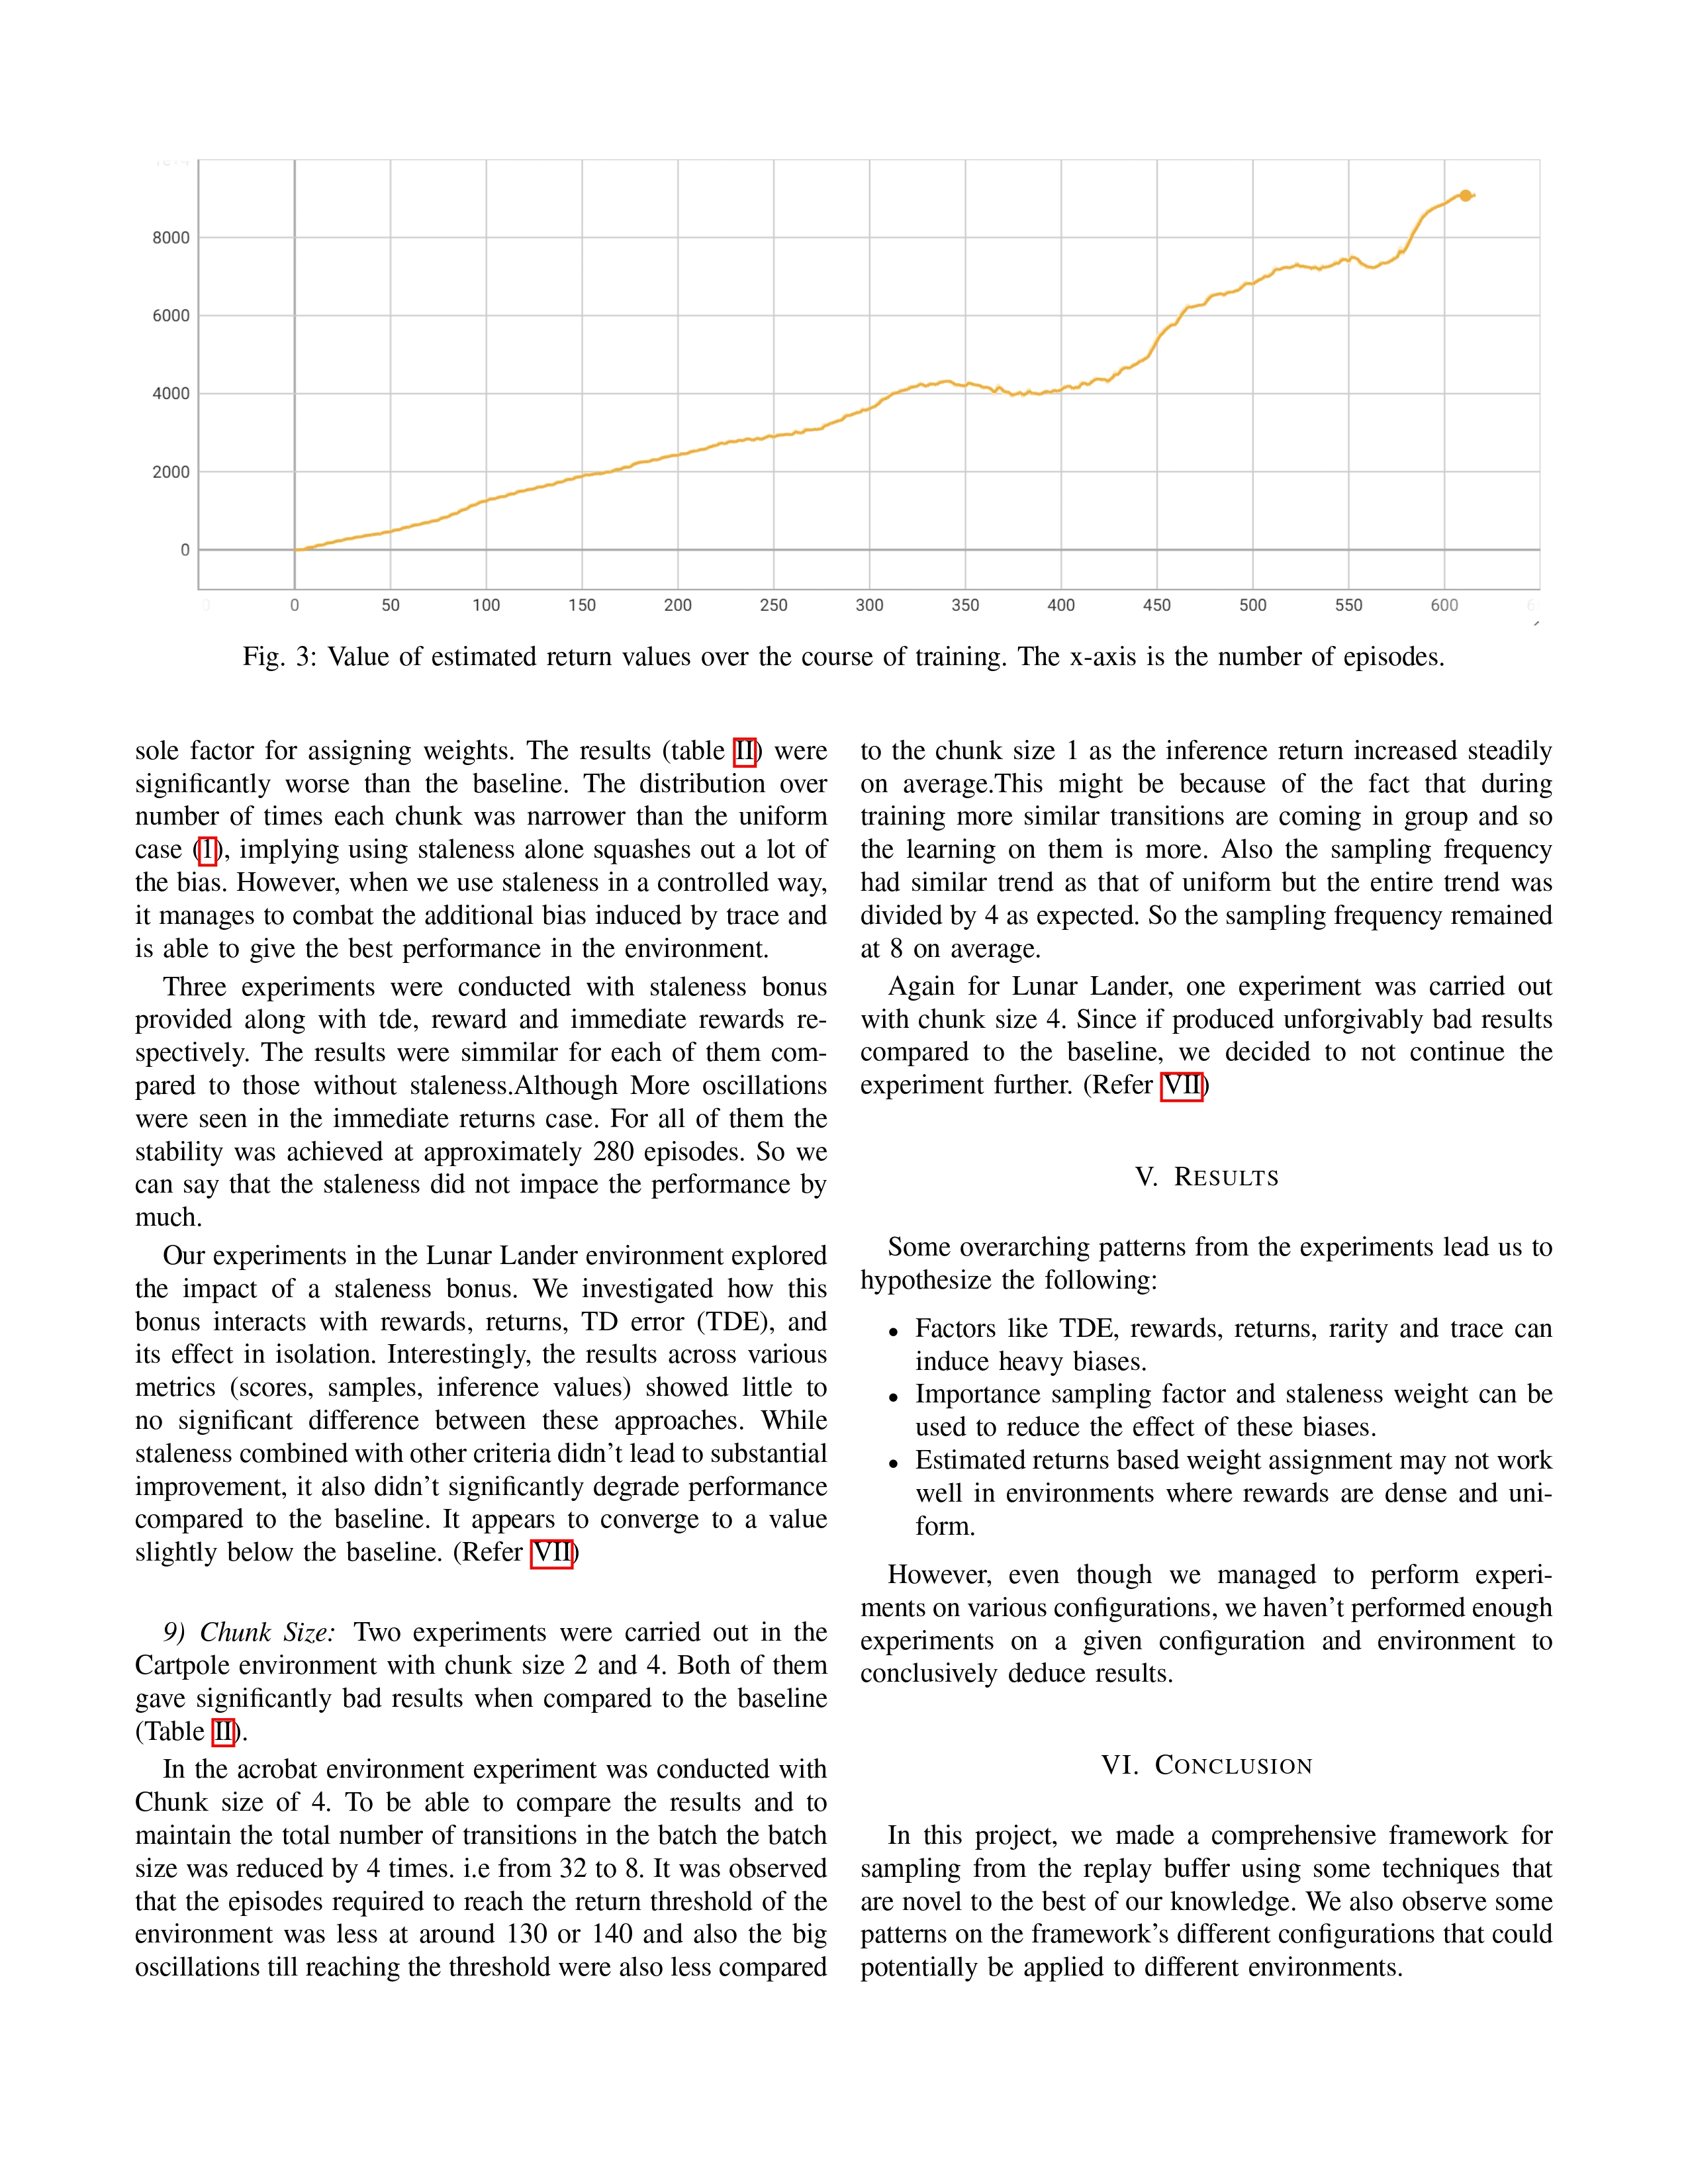 8000
6000
4000
2000
0
0
50
100
150
200
250
300
350
400
450
500
550
600
Fig. 3: Value of estimated return values over the course of training. The x-axis is the number of episodes.
sole factor for assigning weights. The results (table II) were
significantly worse than the baseline. The distribution over
number of times each chunk was narrower than the uniform
case (1), implying using staleness alone squashes out a lot of
the bias. However, when we use staleness in a controlled way,
it manages to combat the additional bias induced by trace and
is able to give the best performance in the environment.
Three experiments were conducted with staleness bonus
provided along with tde, reward and immediate rewards re-
spectively. The results were simmilar for each of them com-
pared to those without staleness.Although More oscillations
were seen in the immediate returns case. For all of them the
stability was achieved at approximately 280 episodes. So we
can say that the staleness did not impace the performance by
much.
Our experiments in the Lunar Lander environment explored
the impact of a staleness bonus. We investigated how this
bonus interacts with rewards, returns, TD error (TDE), and
its effect in isolation. Interestingly, the results across various
metrics (scores, samples, inference values) showed little to
no significant difference between these approaches. While
staleness combined with other criteria didn't lead to substantial
improvement, it also didn't significantly degrade performance
compared to the baseline. It appears to converge to a value
slightly below the baseline. (Refer VII)
9) Chunk Size: Two experiments were carried out in the
Cartpole environment with chunk size 2 and 4. Both of them
gave significantly bad results when compared to the baseline
(Table II).
In the acrobat environment experiment was conducted with
Chunk size of 4. To be able to compare the results and to
maintain the total number of transitions in the batch the batch
size was reduced by 4 times. i.e from 32 to 8. It was observed
that the episodes required to reach the return threshold of the
environment was less at around 130 or 140 and also the big
oscillations till reaching the threshold were also less compared
to the chunk size 1 as the inference return increased steadily
on average.This might be because of the fact that during
training more similar transitions are coming in group and so
the learning on them is more. Also the sampling frequency
had similar trend as that of uniform but the entire trend was
divided by 4 as expected. So the sampling frequency remained
at 8 on average.
Again for Lunar Lander, one experiment was carried out
with chunk size 4. Since if produced unforgivably bad results
compared to the baseline, we decided to not continue the
experiment further. (Refer VII)
V. RESULTS
Some overarching patterns from the experiments lead us to
hypothesize the following:
• Factors like TDE, rewards, returns, rarity and trace can
induce heavy biases.
• Importance sampling factor and staleness weight can be
used to reduce the effect of these biases.
• Estimated returns based weight assignment may not work
well in environments where rewards are dense and uni-
form.
However, even though we managed to perform experi-
ments on various configurations, we haven't performed enough
experiments on a given configuration and environment to
conclusively deduce results.
VI. CONCLUSION
In this project, we made a comprehensive framework for
sampling from the replay buffer using some techniques that
are novel to the best of our knowledge. We also observe some
patterns on the framework's different configurations that could
potentially be applied to different environments.